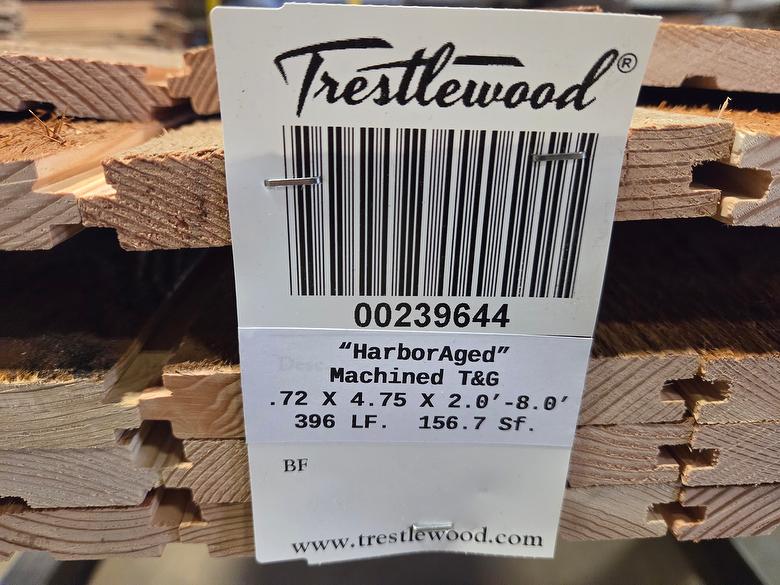 Trestlewood®
00239644
“HarborAged”
Machined T&G
.72 X 4.75 X 2.0’-8.0’
396 LF. 156.7 Sf.
BF
www.trestlewood.com